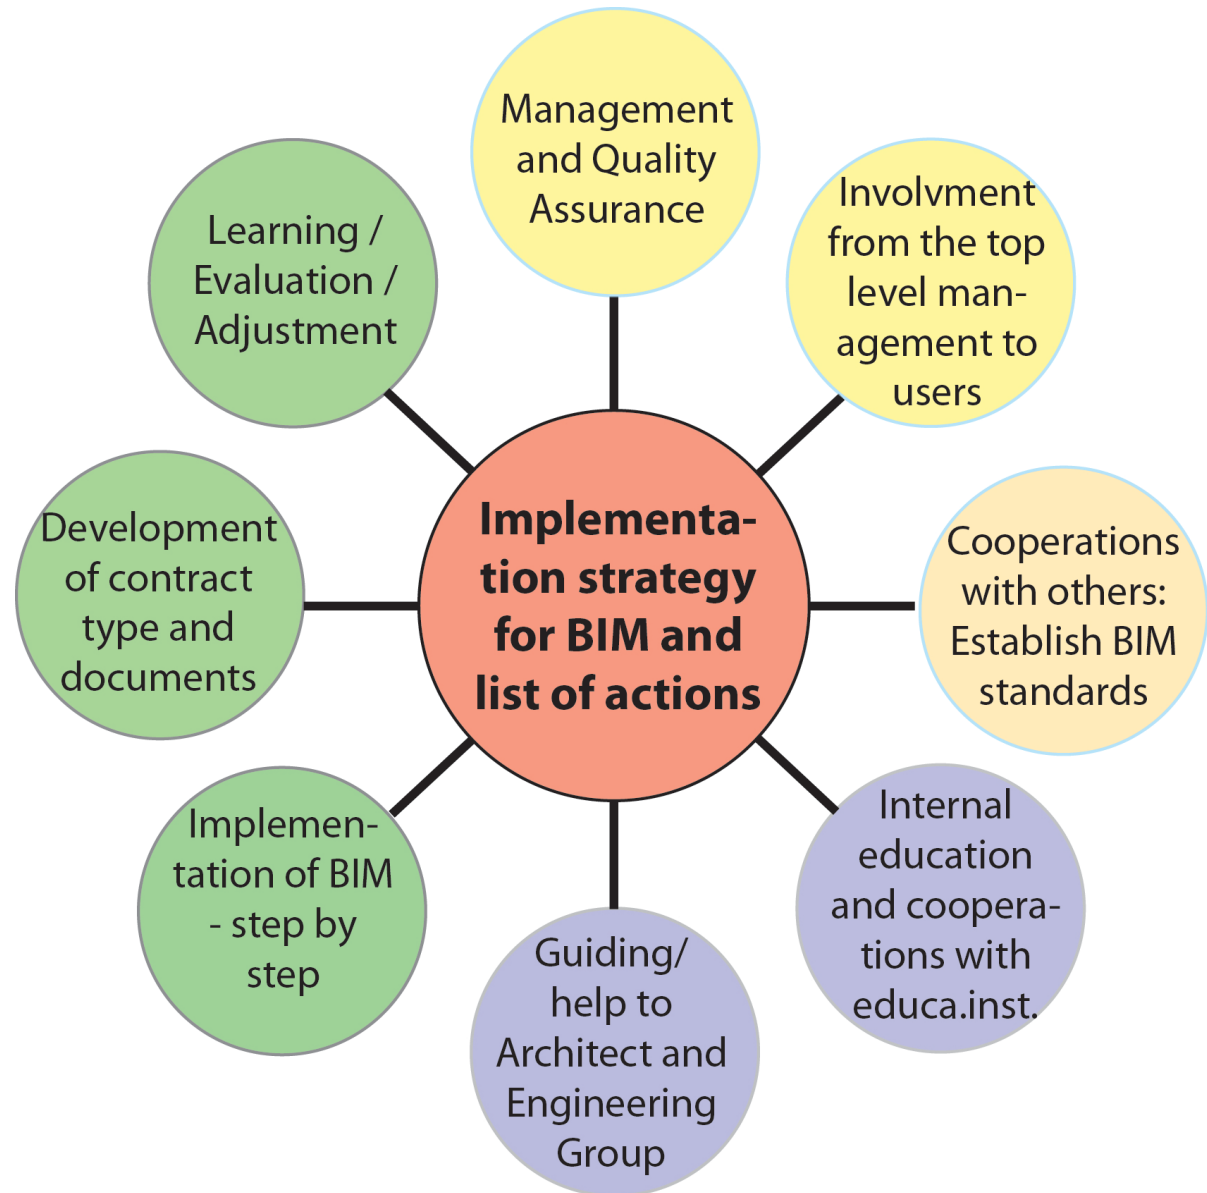 Management
and Quality
Assurance
Involvment
from the top
level man-
agement to
users
Learning /
Evaluation /
Adjustment
Implementa-
tion strategy
for BIM and
list of actions
Cooperations
with others:
Establish BIM
standards
Development
of contract
type and
documents
Internal
education
and coopera-
tions with
educa.inst.
Implemen-
tation of BIM
- step by
step
Guiding/
help to
Architect and
Engineering
Group